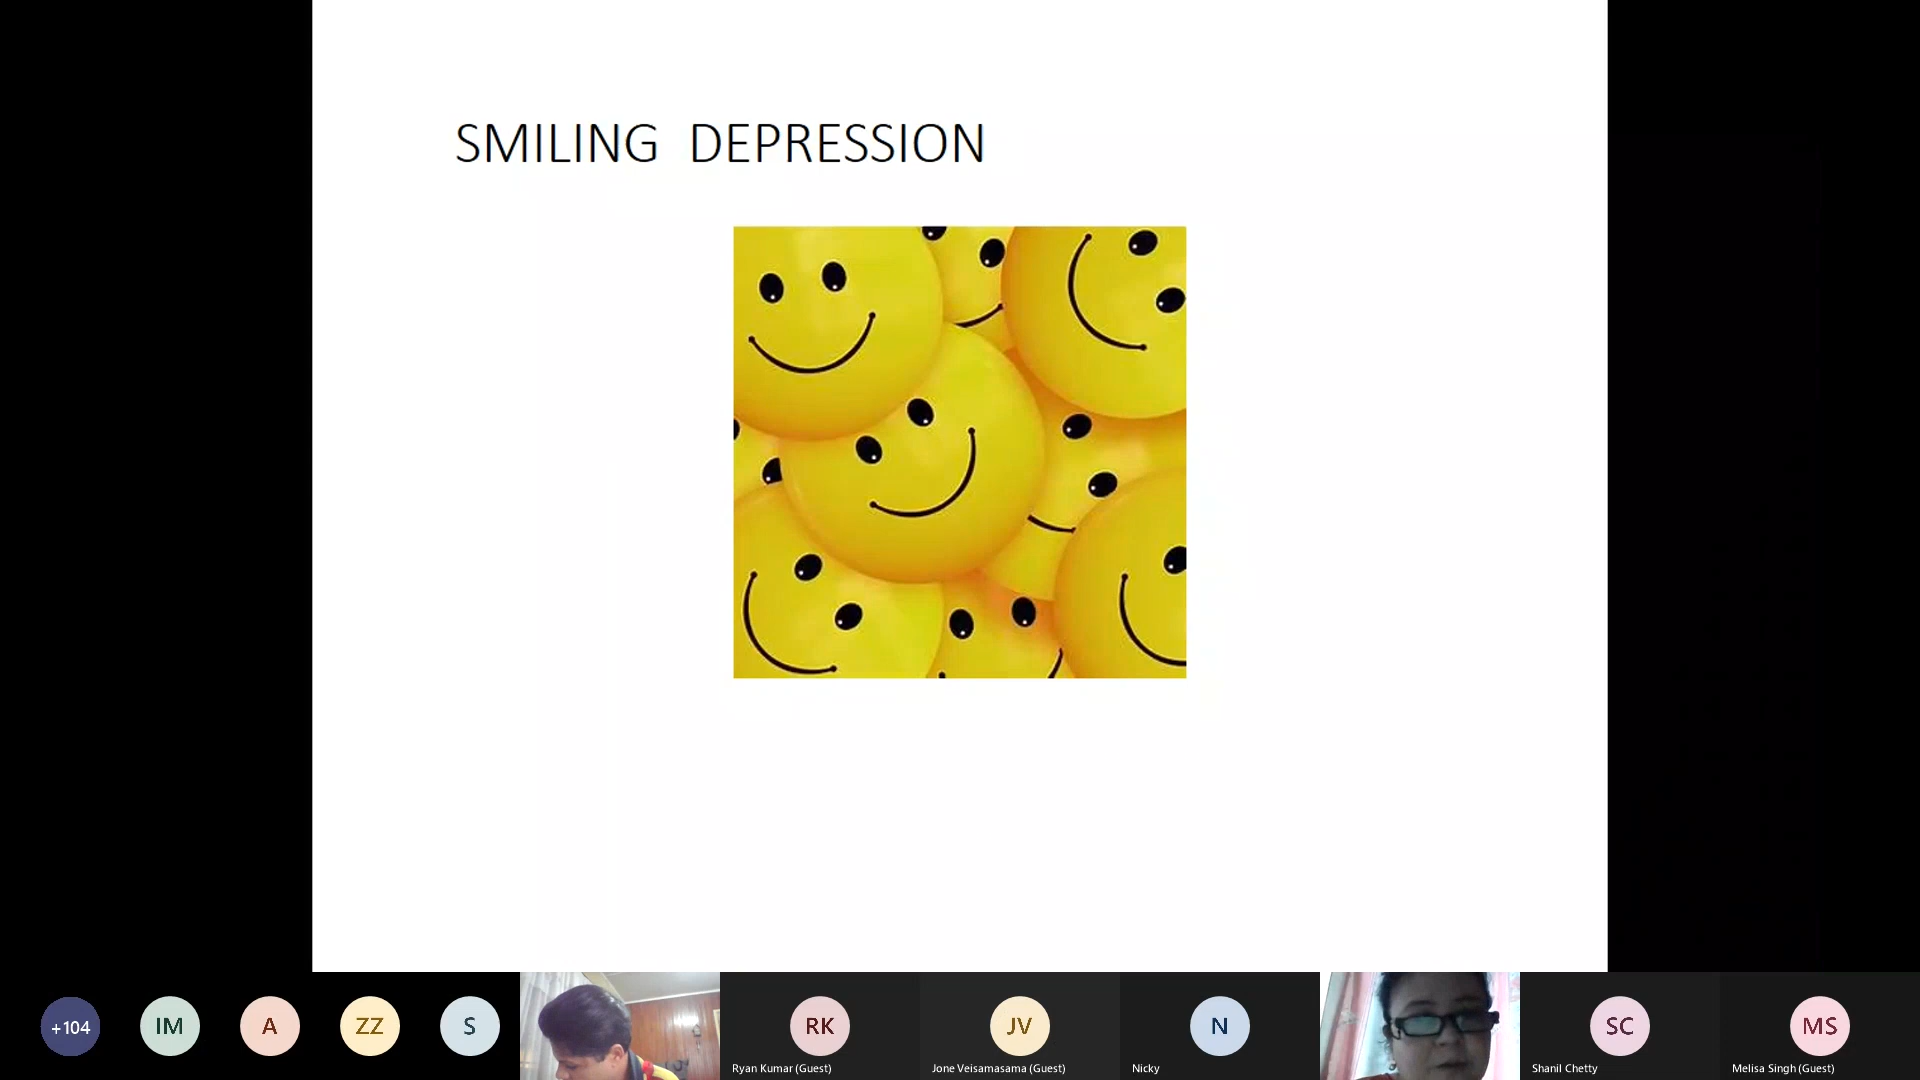 SMILING DEPRESSION
+104
IM
A
ZZ
S
RK
JV
N
SC
MS
Ryan Kumar (Guest)
Jone Veisamasama (Guest)
Nicky
Shanil Chetty
Melisa Singh (Guest)